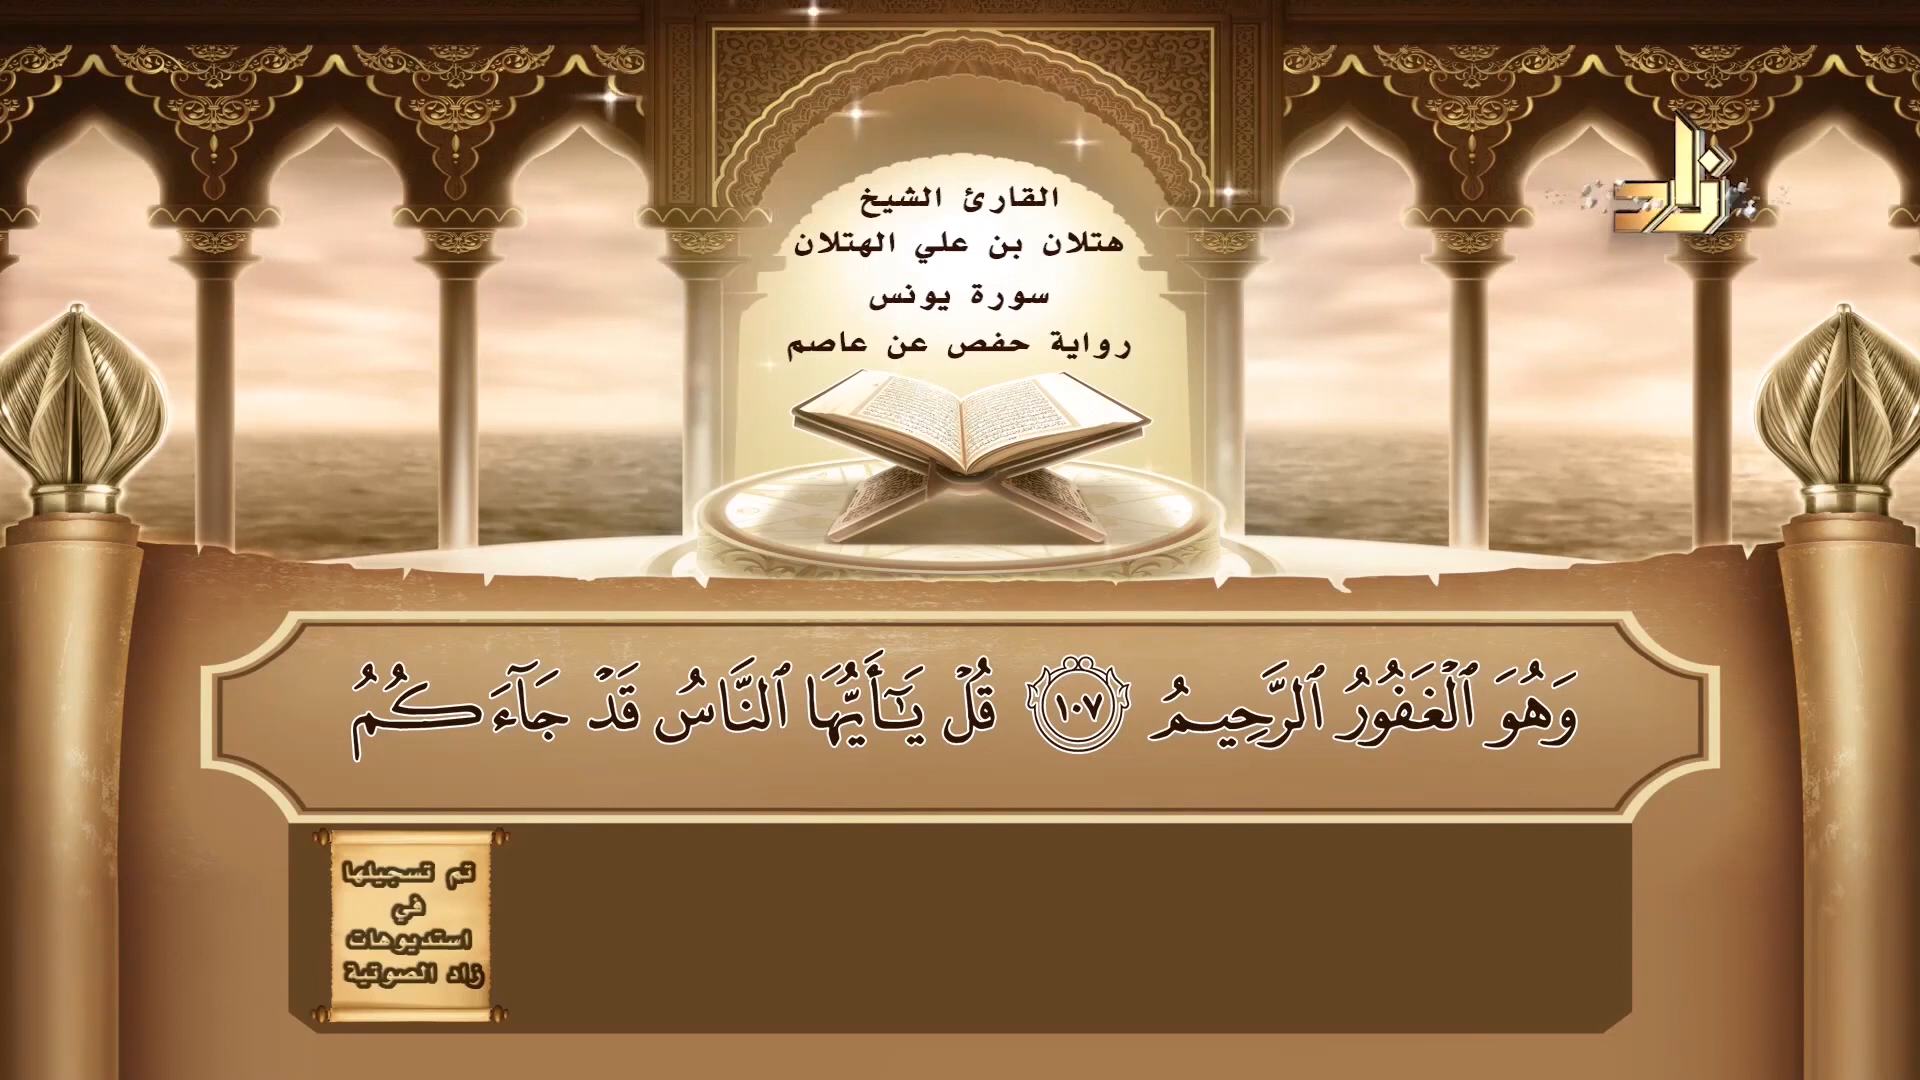 زاد
القارئ الشيخ
هتلان بن علي الهتلان
سورة يونس
رواية حفص عن عاصم
وَهُوَ ٱلْغَفُورُ ٱلرَّحِيمُ ١٠٧ قُلْ يَٰٓأَيُّهَا ٱلنَّاسُ قَدْ جَآءَكُمُ
تم تسجيلها
في
استديوهات
زاد الصوتية